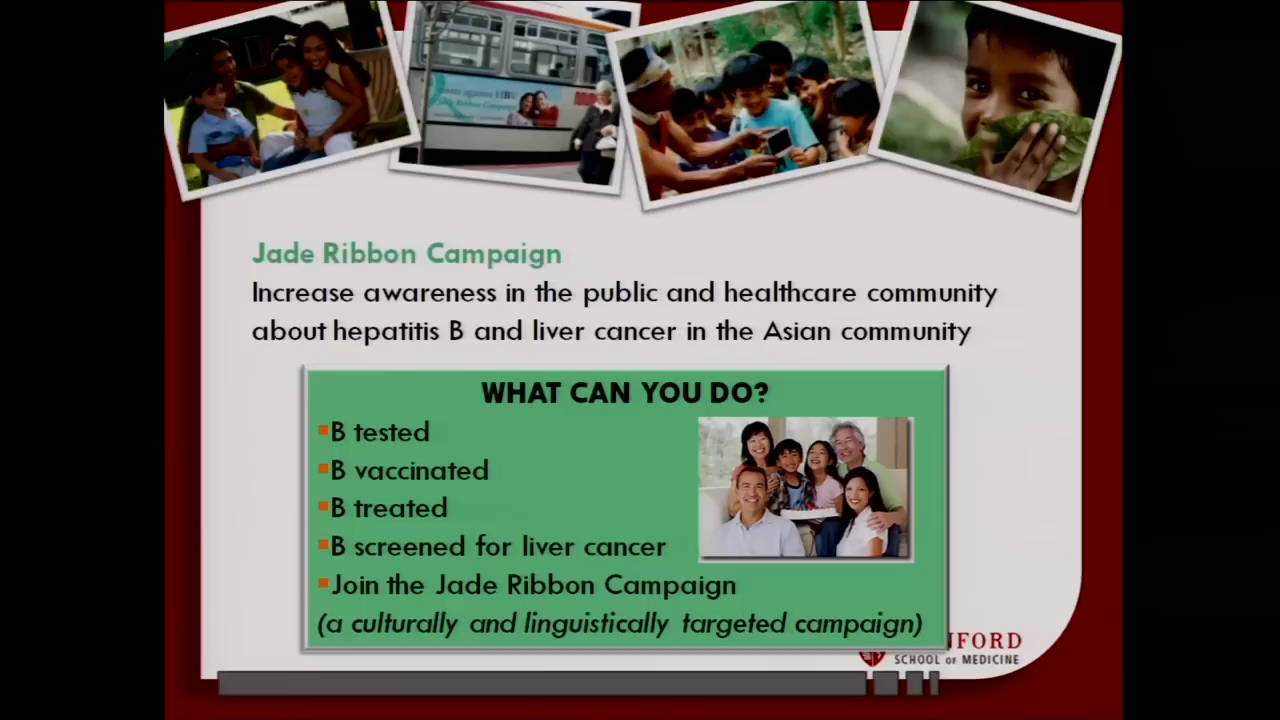 Jade Ribbon Campaign
Increase awareness in the public and healthcare community
about hepatitis B and liver cancer in the Asian community
WHAT CAN YOU DO?
B tested
B vaccinated
B treated
B screened for liver cancer
Join the Jade Ribbon Campaign
(a culturally and linguistically targeted campaign)
NFORD
SCHOOL OF MEDICINE